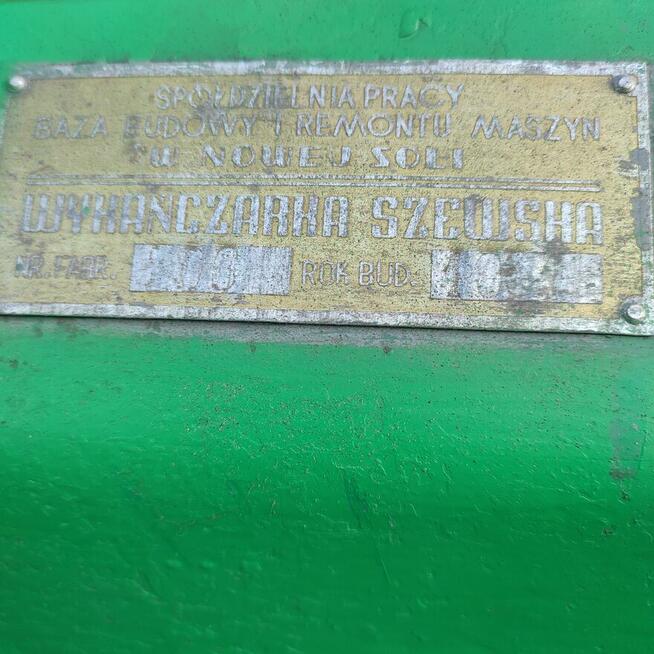 SPÓŁDZIELNIA PRACY
BAZA BUDOWY I REMONTU MASZYN
W NOWEJ SOLI
WYKAŃCZARKA SZEWSKA
NR. FABR. ROK BUD.